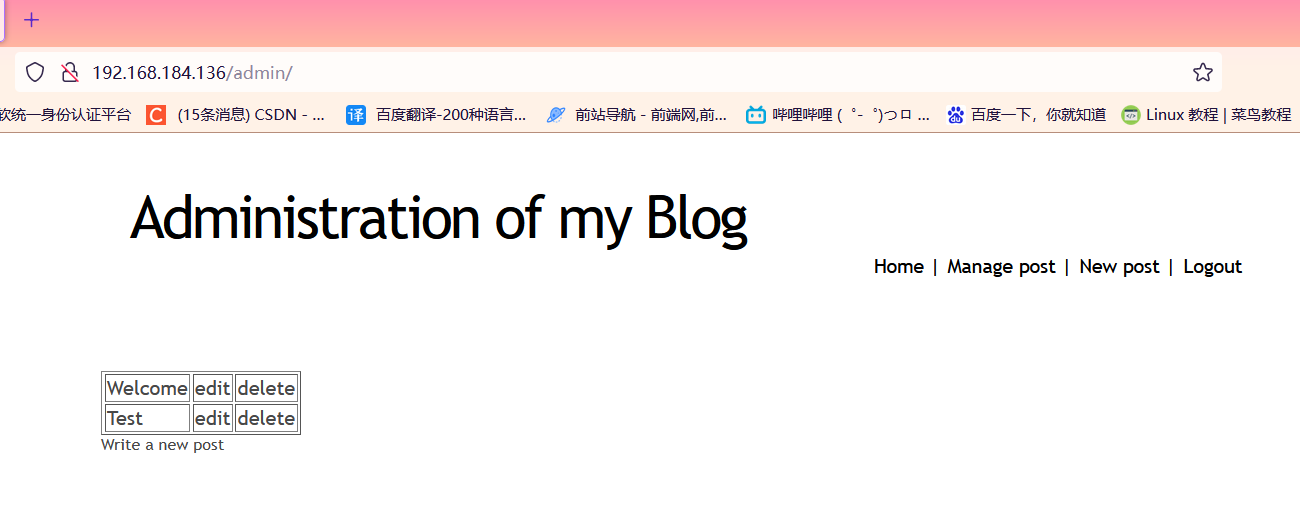 192.168.184.136/admin/
软统一身份认证平台 (15条消息) CSDN - ... 百度翻译-200种语言... 前站导航 - 前端网,前... 哔哩哔哩 ( ゜- ゜)つロ ... 百度一下，你就知道 Linux 教程 | 菜鸟教程
Administration of my Blog
Home | Manage post | New post | Logout
Welcome edit delete
Test edit delete
Write a new post